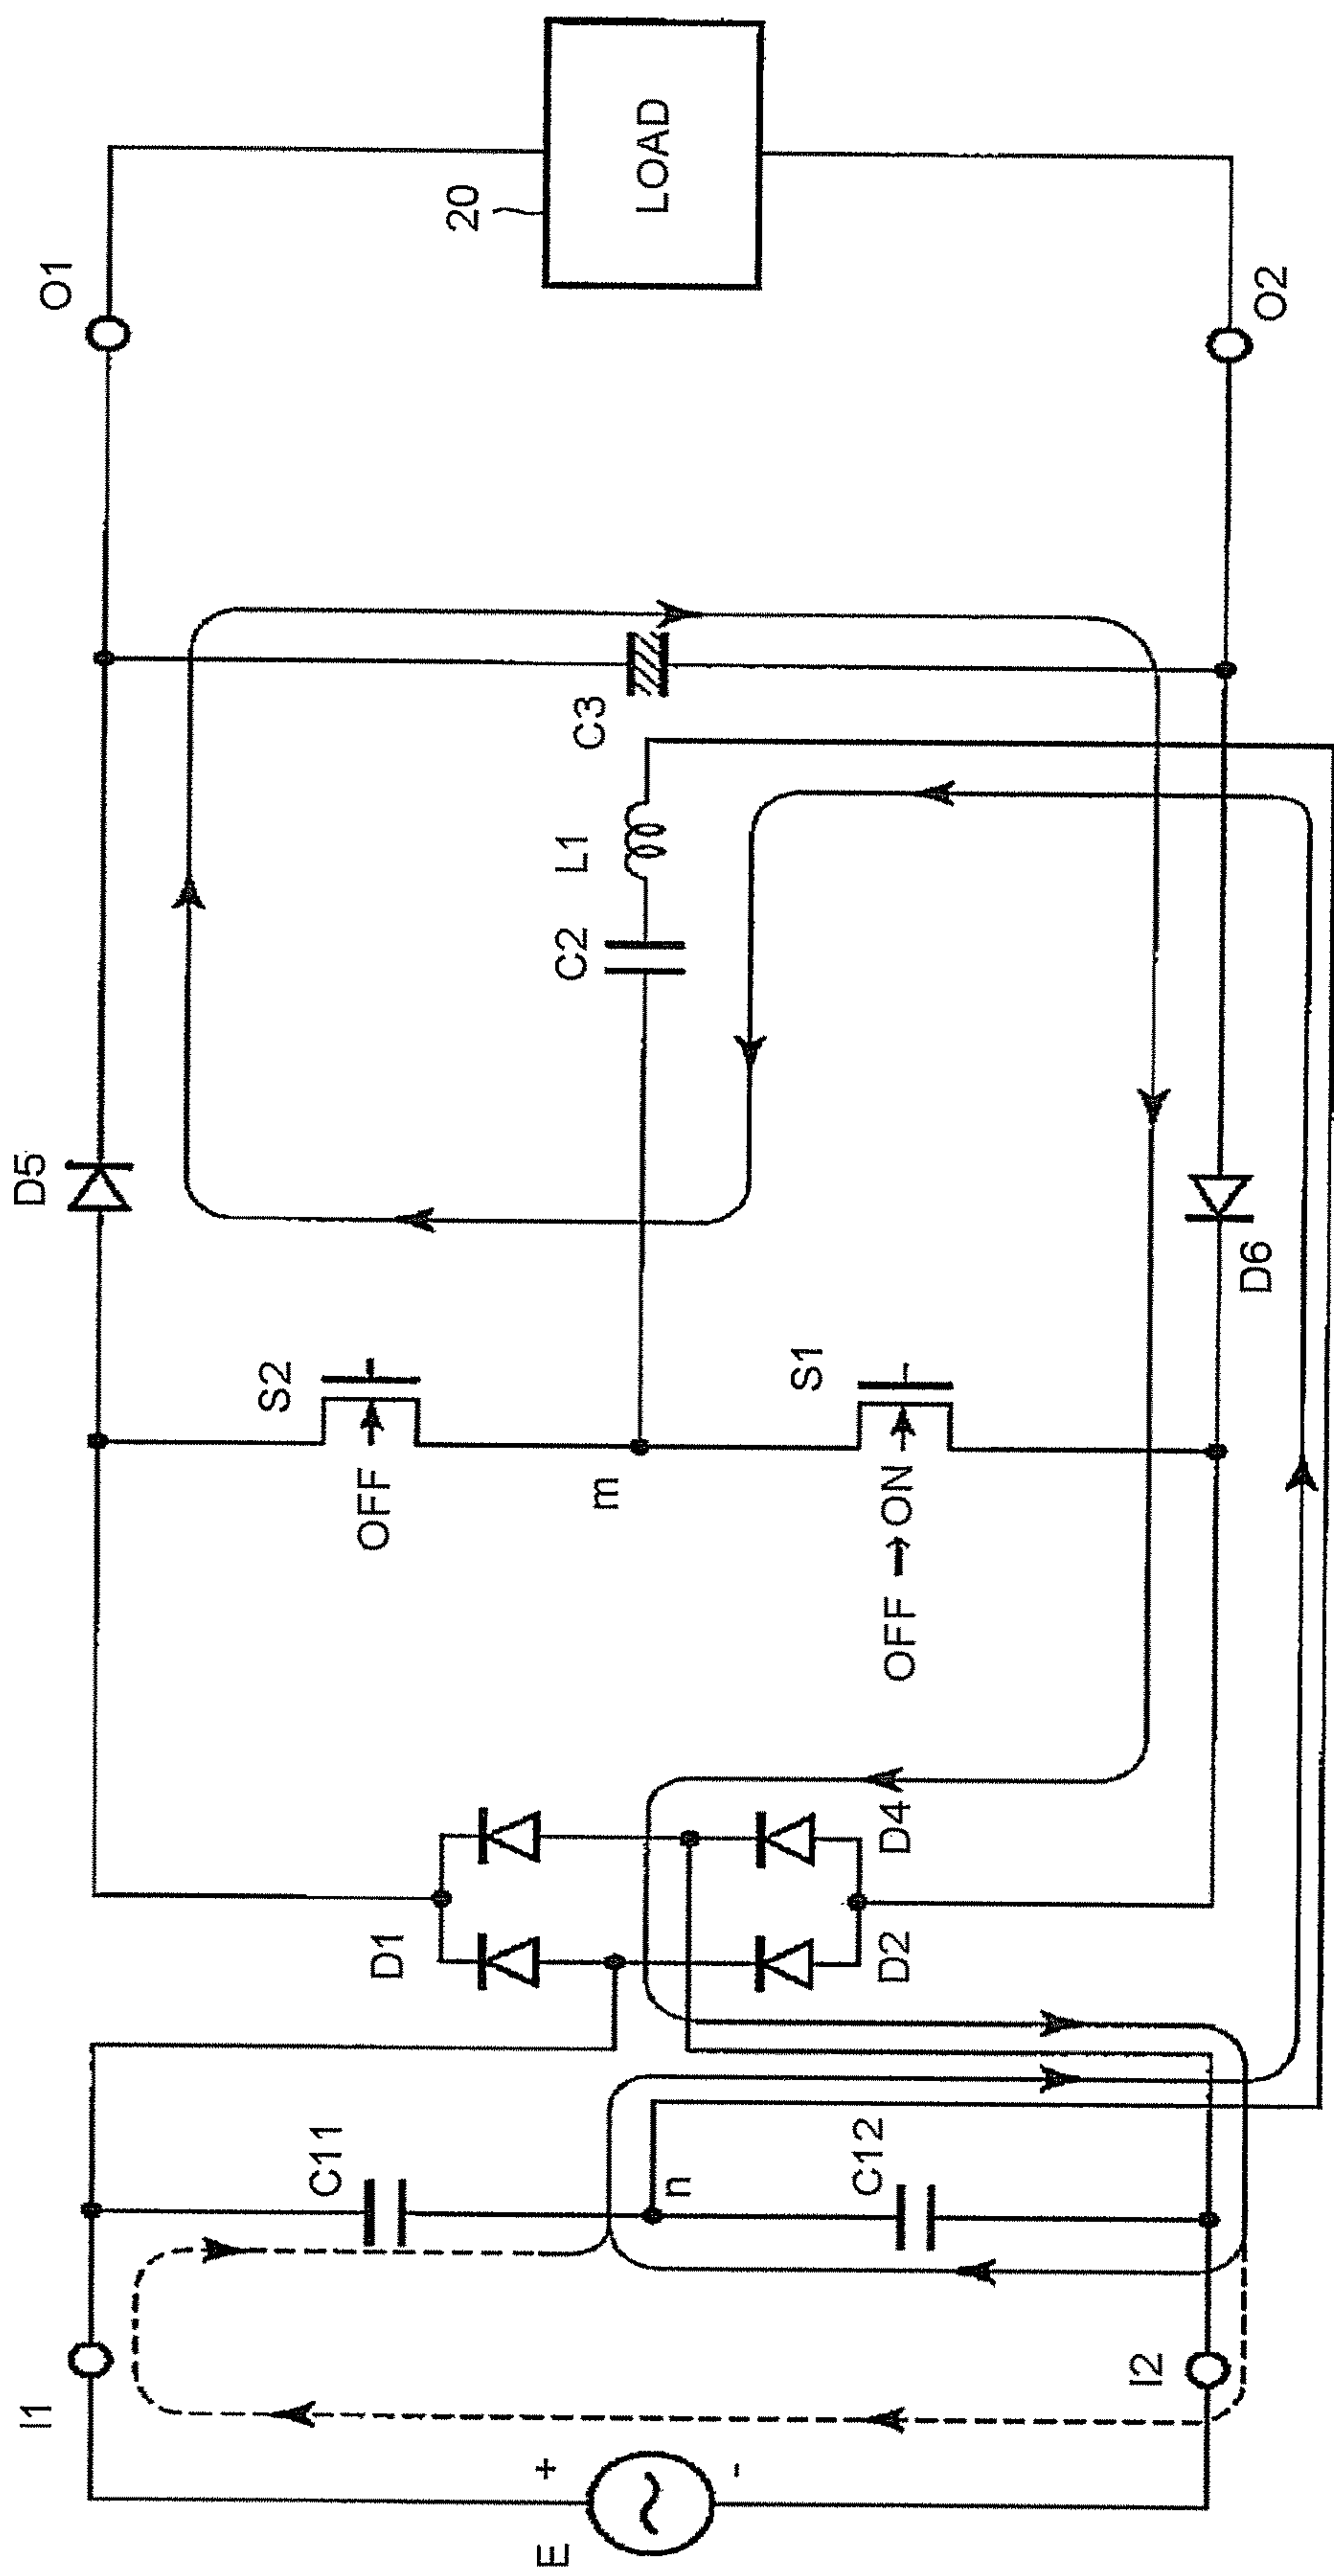 I1
I2
E
+
-
C11
C12
n
D1
D2
D4
OFF
S2
m
OFF→ON
S1
D5
D6
C2
L1
C3
O1
O2
20
LOAD